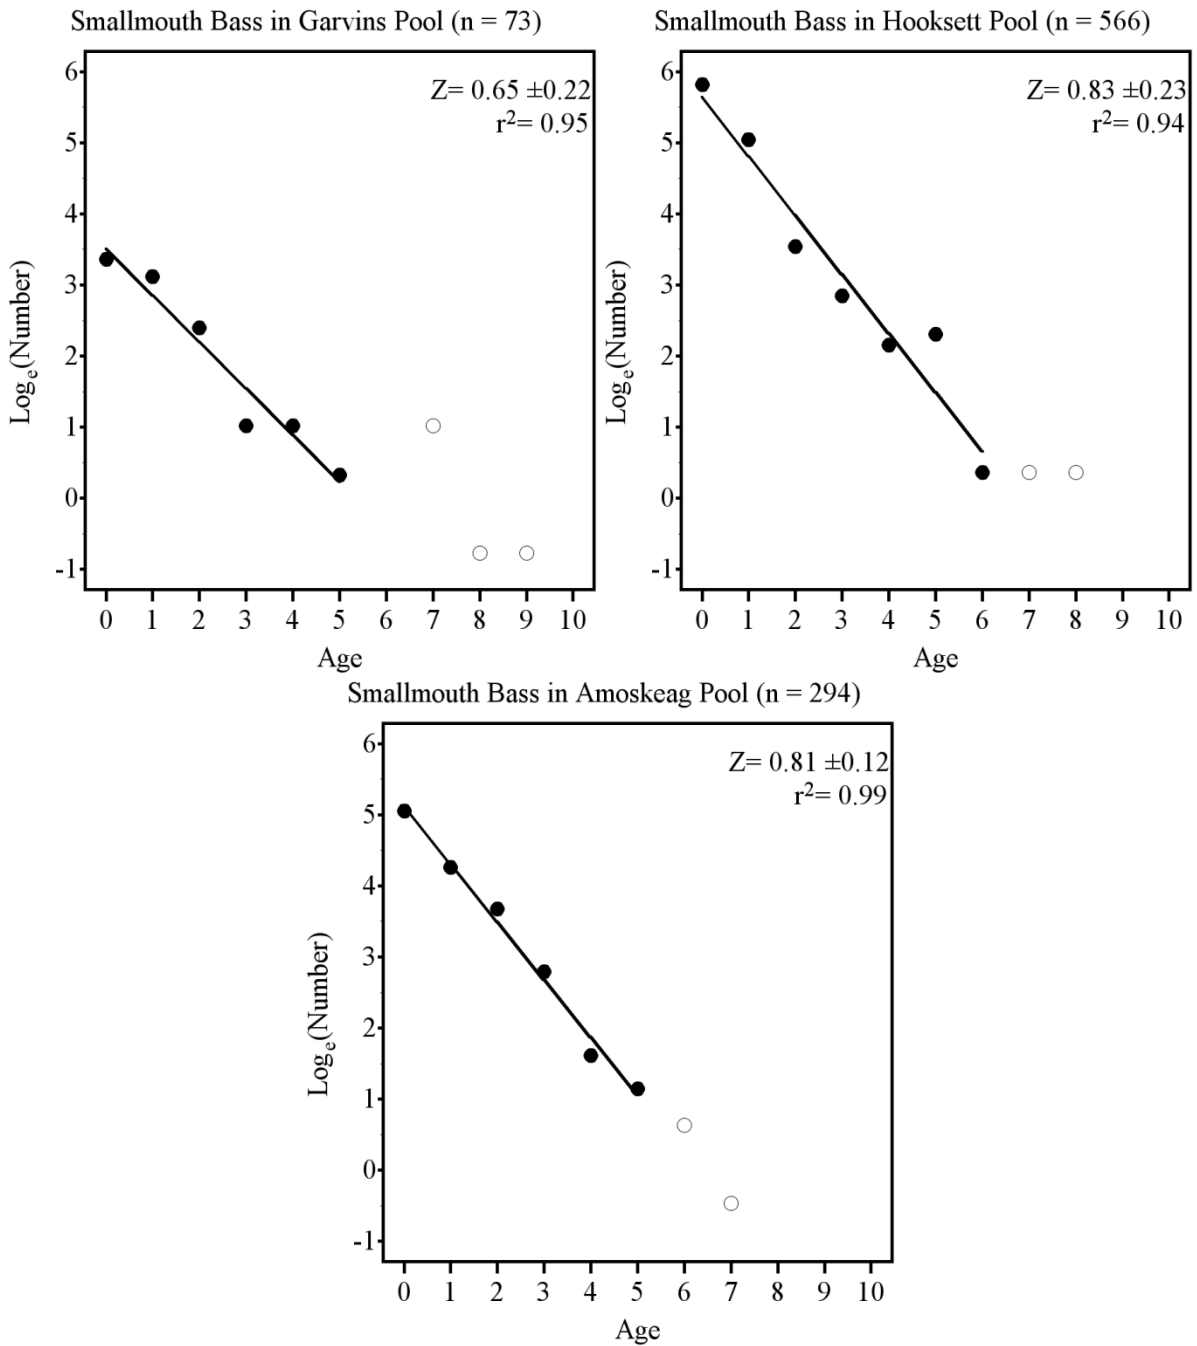 Smallmouth Bass in Garvins Pool (n = 73)
Z= 0.65 ±0.22
r²= 0.95
6
5
4
3
2
1
0
-1
Logₑ(Number)
0 1 2 3 4 5 6 7 8 9 10
Age
Smallmouth Bass in Hooksett Pool (n = 566)
Z= 0.83 ±0.23
r²= 0.94
6
5
4
3
2
1
0
-1
Logₑ(Number)
0 1 2 3 4 5 6 7 8 9 10
Age
Smallmouth Bass in Amoskeag Pool (n = 294)
Z= 0.81 ±0.12
r²= 0.99
6
5
4
3
2
1
0
-1
Logₑ(Number)
0 1 2 3 4 5 6 7 8 9 10
Age